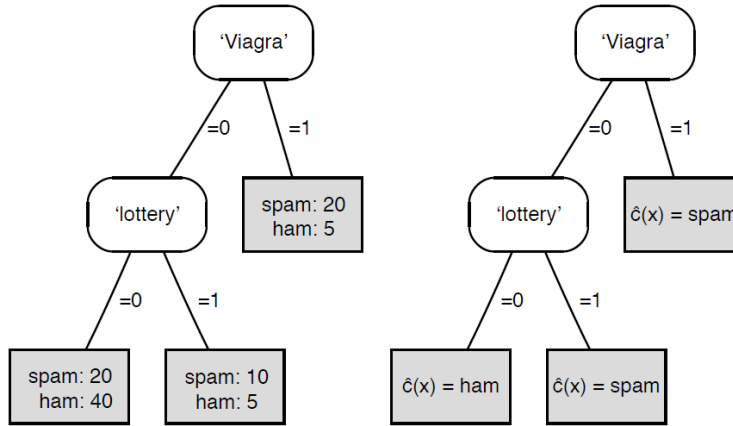 ‘Viagra’
=0
=1
‘lottery’
spam: 20
ham: 5
=0
=1
spam: 20
ham: 40
spam: 10
ham: 5
‘Viagra’
=0
=1
‘lottery’
ĉ(x) = spam
=0
=1
ĉ(x) = ham
ĉ(x) = spam